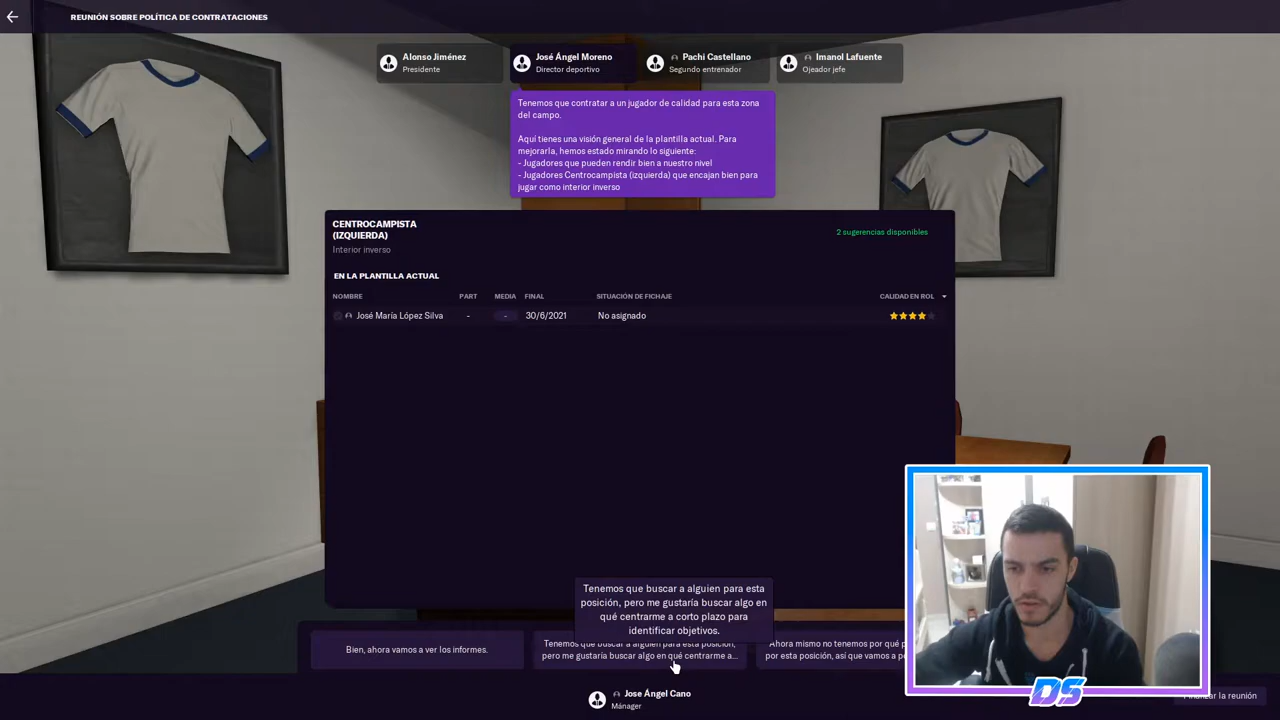 REUNIÓN SOBRE POLÍTICA DE CONTRATACIONES
Alonso Jiménez
Presidente
José Ángel Moreno
Director deportivo
Pachi Castellano
Segundo entrenador
Imanol Lafuente
Ojeador jefe
Tenemos que contratar a un jugador de calidad para esta zona
del campo.
Aquí tienes una visión general de la plantilla actual. Para
mejorarla, hemos estado mirando lo siguiente:
- Jugadores que pueden rendir bien a nuestro nivel
- Jugadores Centrocampista (izquierda) que encajan bien para
jugar como interior inverso
CENTROCAMPISTA
(IZQUIERDA)
Interior inverso
2 sugerencias disponibles
EN LA PLANTILLA ACTUAL
NOMBRE PART MEDIA FINAL SITUACIÓN DE FICHAJE CALIDAD EN ROL
José María López Silva - - 30/6/2021 No asignado
Tenemos que buscar a alguien para esta
posición, pero me gustaría buscar algo en
qué centrarme a corto plazo para
identificar objetivos.
Bien, ahora vamos a ver los informes.
Tenemos que buscar a alguien para esta posición,
pero me gustaría buscar algo en qué centrarme a...
Ahora mismo no tenemos por qué
por esta posición, así que vamos a
Jose Ángel Cano
Mánager
Finalizar la reunión
DS